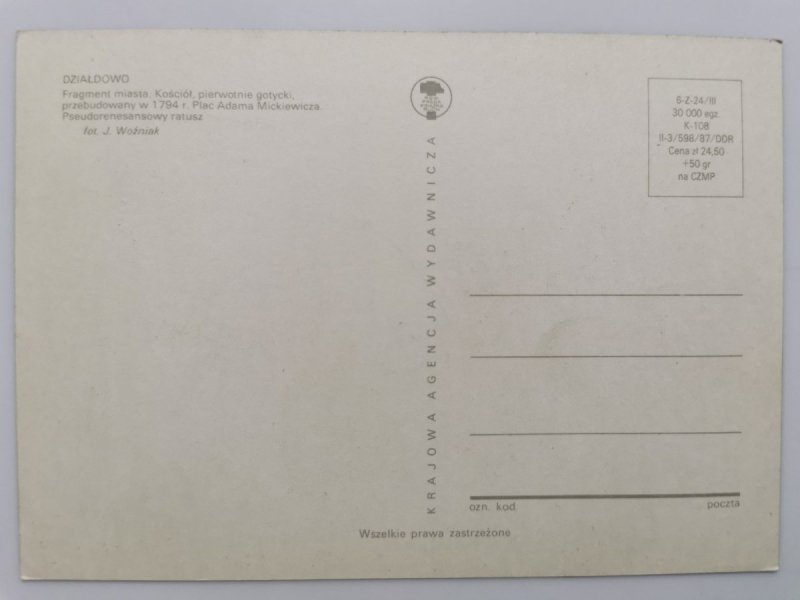 DZIAŁDOWO
Fragment miasta. Kościół, pierwotnie gotycki,
przebudowany w 1794 r. Plac Adama Mickiewicza.
Pseudorenesansowy ratusz
fot. J. Woźniak
KRAJOWA AGENCJA WYDAWNICZA
6-Z-24/III
30 000 egz.
K-108
II-3/598/87/DDR
Cena zł 24,50
+50 gr
na CZMP
ozn. kod
poczta
Wszelkie prawa zastrzeżone